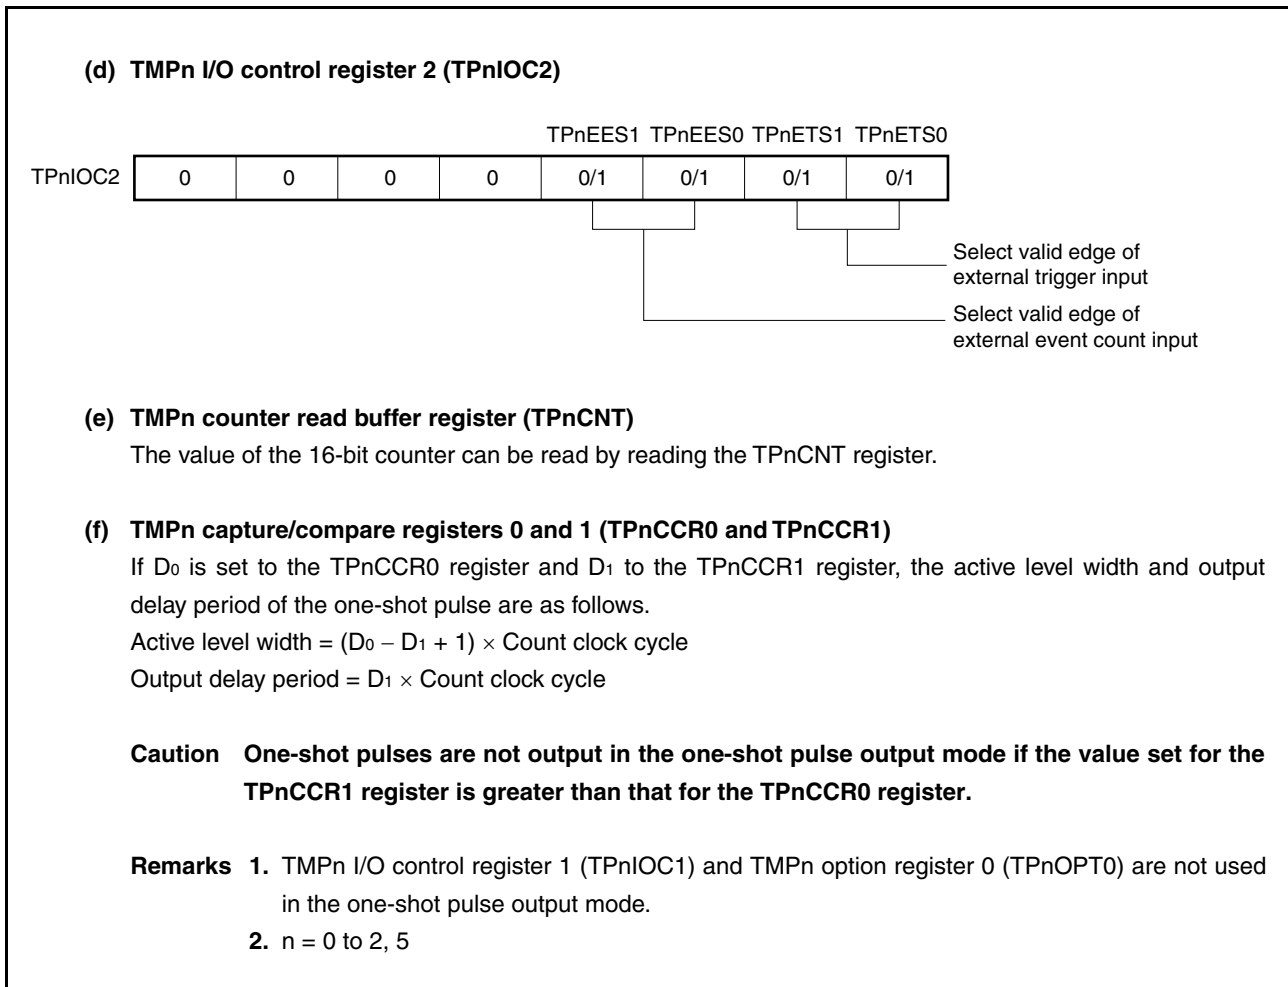 (d) TMPn I/O control register 2 (TPnIOC2)
TPnEES1 TPnEES0 TPnETS1 TPnETS0
TPnIOC2 0 0 0 0 0/1 0/1 0/1 0/1
Select valid edge of
external trigger input
Select valid edge of
external event count input
(e) TMPn counter read buffer register (TPnCNT)
The value of the 16-bit counter can be read by reading the TPnCNT register.
(f) TMPn capture/compare registers 0 and 1 (TPnCCR0 and TPnCCR1)
If D0 is set to the TPnCCR0 register and D1 to the TPnCCR1 register, the active level width and output
delay period of the one-shot pulse are as follows.
Active level width = (D0 − D1 + 1) × Count clock cycle
Output delay period = D1 × Count clock cycle
Caution One-shot pulses are not output in the one-shot pulse output mode if the value set for the
TPnCCR1 register is greater than that for the TPnCCR0 register.
Remarks 1. TMPn I/O control register 1 (TPnIOC1) and TMPn option register 0 (TPnOPT0) are not used
in the one-shot pulse output mode.
2. n = 0 to 2, 5